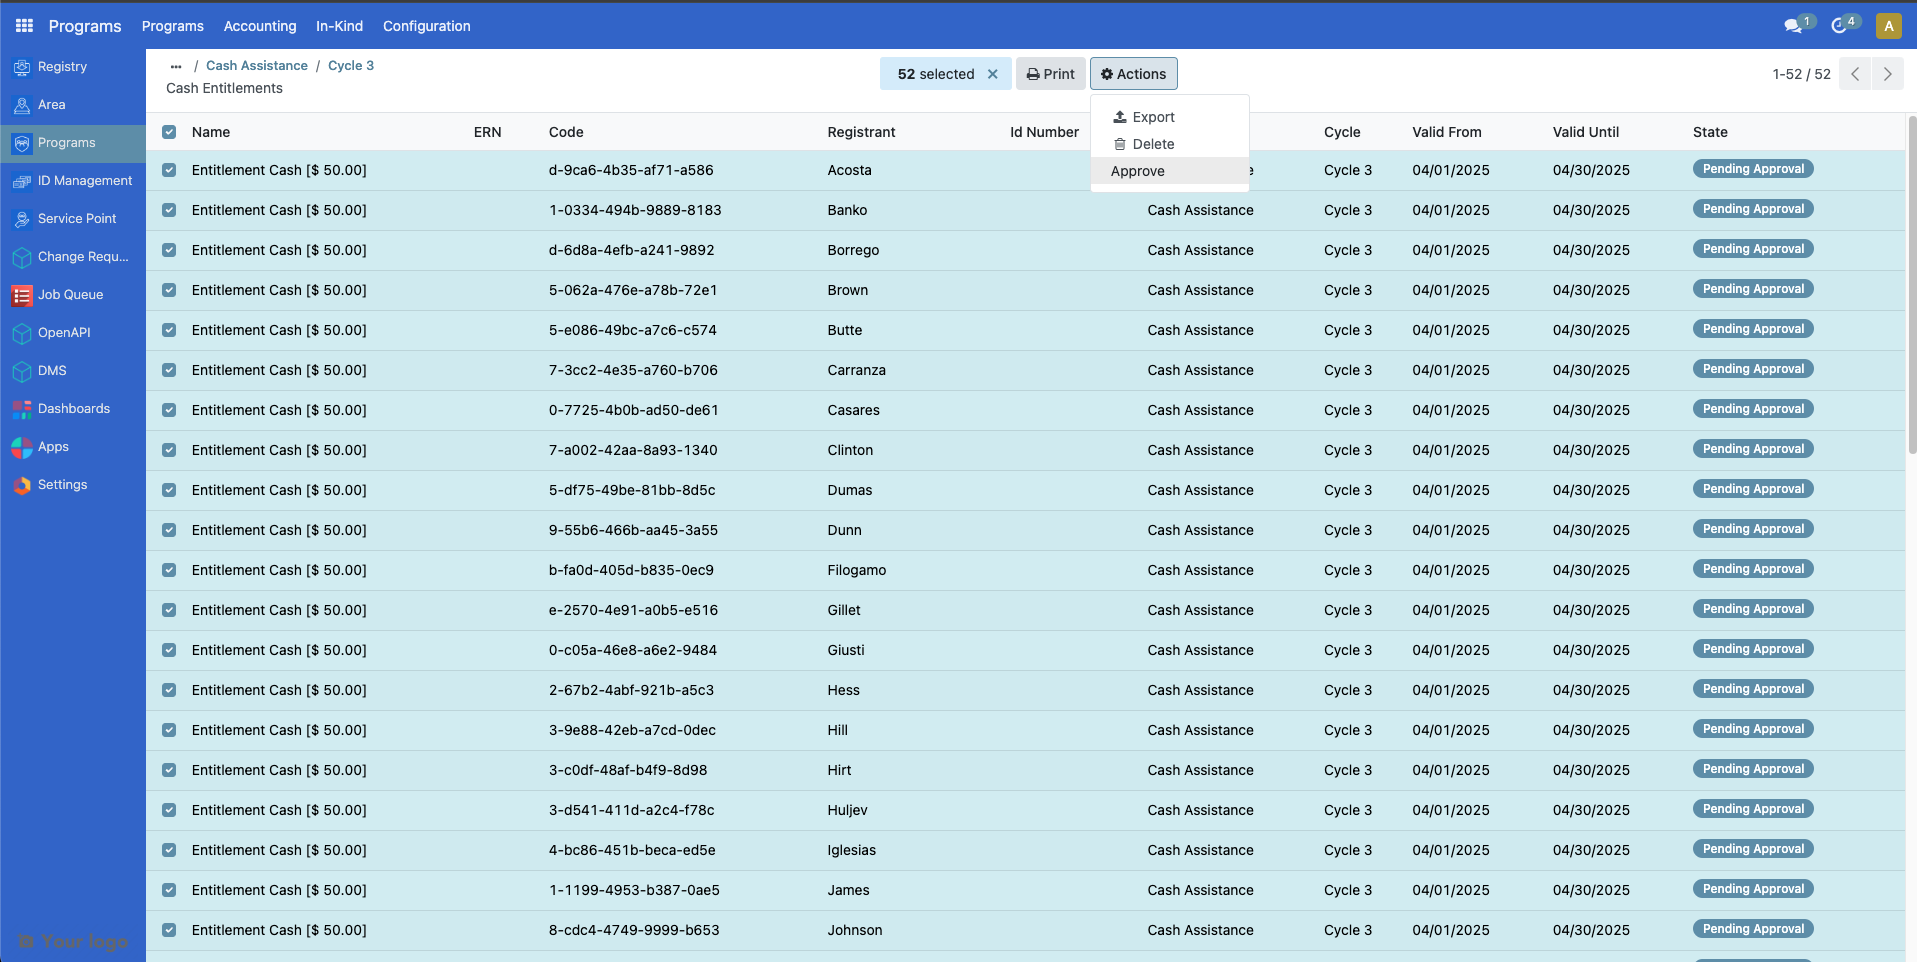 Programs Programs Accounting In-Kind Configuration 1 4 A
Registry
Area
Programs
ID Management
Service Point
Change Requ...
Job Queue
OpenAPI
DMS
Dashboards
Apps
Settings
Your logo
... / Cash Assistance / Cycle 3
Cash Entitlements
52 selected × Print Actions
1-52 / 52
Export
Delete
Approve
Name ERN Code Registrant Id Number Cycle Valid From Valid Until State
Entitlement Cash [$ 50.00] d-9ca6-4b35-af71-a586 Acosta e Cycle 3 04/01/2025 04/30/2025 Pending Approval
Entitlement Cash [$ 50.00] 1-0334-494b-9889-8183 Banko Cash Assistance Cycle 3 04/01/2025 04/30/2025 Pending Approval
Entitlement Cash [$ 50.00] d-6d8a-4efb-a241-9892 Borrego Cash Assistance Cycle 3 04/01/2025 04/30/2025 Pending Approval
Entitlement Cash [$ 50.00] 5-062a-476e-a78b-72e1 Brown Cash Assistance Cycle 3 04/01/2025 04/30/2025 Pending Approval
Entitlement Cash [$ 50.00] 5-e086-49bc-a7c6-c574 Butte Cash Assistance Cycle 3 04/01/2025 04/30/2025 Pending Approval
Entitlement Cash [$ 50.00] 7-3cc2-4e35-a760-b706 Carranza Cash Assistance Cycle 3 04/01/2025 04/30/2025 Pending Approval
Entitlement Cash [$ 50.00] 0-7725-4b0b-ad50-de61 Casares Cash Assistance Cycle 3 04/01/2025 04/30/2025 Pending Approval
Entitlement Cash [$ 50.00] 7-a002-42aa-8a93-1340 Clinton Cash Assistance Cycle 3 04/01/2025 04/30/2025 Pending Approval
Entitlement Cash [$ 50.00] 5-df75-49be-81bb-8d5c Dumas Cash Assistance Cycle 3 04/01/2025 04/30/2025 Pending Approval
Entitlement Cash [$ 50.00] 9-55b6-466b-aa45-3a55 Dunn Cash Assistance Cycle 3 04/01/2025 04/30/2025 Pending Approval
Entitlement Cash [$ 50.00] b-fa0d-405d-b835-0ec9 Filogamo Cash Assistance Cycle 3 04/01/2025 04/30/2025 Pending Approval
Entitlement Cash [$ 50.00] e-2570-4e91-a0b5-e516 Gillet Cash Assistance Cycle 3 04/01/2025 04/30/2025 Pending Approval
Entitlement Cash [$ 50.00] 0-c05a-46e8-a6e2-9484 Giusti Cash Assistance Cycle 3 04/01/2025 04/30/2025 Pending Approval
Entitlement Cash [$ 50.00] 2-67b2-4abf-921b-a5c3 Hess Cash Assistance Cycle 3 04/01/2025 04/30/2025 Pending Approval
Entitlement Cash [$ 50.00] 3-9e88-42eb-a7cd-0dec Hill Cash Assistance Cycle 3 04/01/2025 04/30/2025 Pending Approval
Entitlement Cash [$ 50.00] 3-c0df-48af-b4f9-8d98 Hirt Cash Assistance Cycle 3 04/01/2025 04/30/2025 Pending Approval
Entitlement Cash [$ 50.00] 3-d541-411d-a2c4-f78c Huljev Cash Assistance Cycle 3 04/01/2025 04/30/2025 Pending Approval
Entitlement Cash [$ 50.00] 4-bc86-451b-beca-ed5e Iglesias Cash Assistance Cycle 3 04/01/2025 04/30/2025 Pending Approval
Entitlement Cash [$ 50.00] 1-1199-4953-b387-0ae5 James Cash Assistance Cycle 3 04/01/2025 04/30/2025 Pending Approval
Entitlement Cash [$ 50.00] 8-cdc4-4749-9999-b653 Johnson Cash Assistance Cycle 3 04/01/2025 04/30/2025 Pending Approval